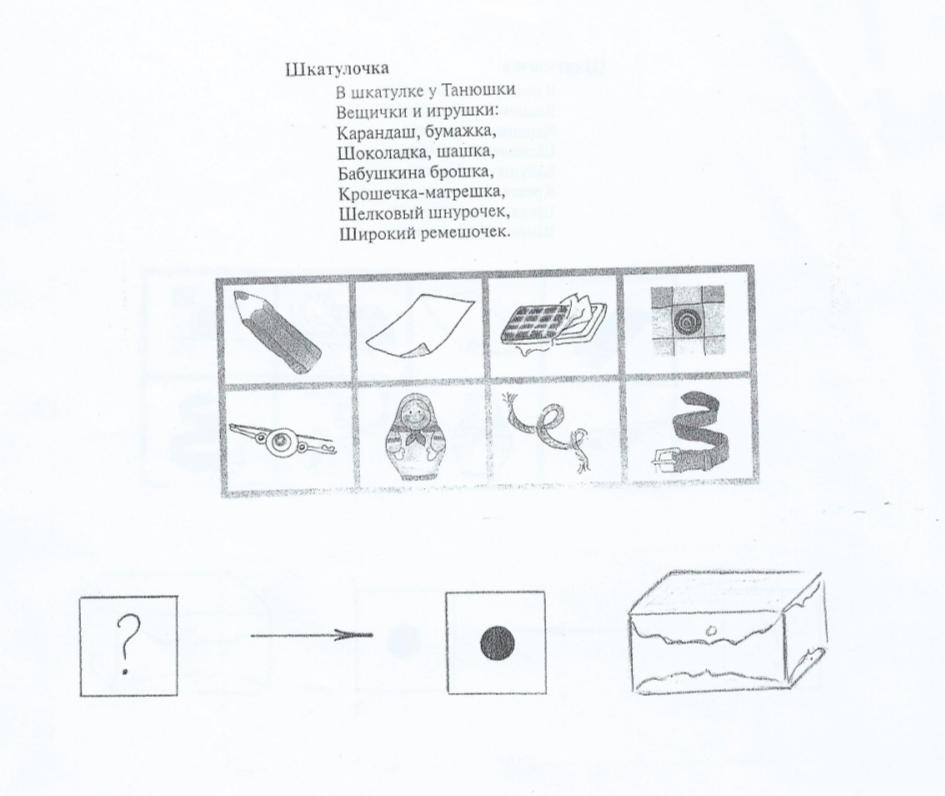 Шкатулочка
В шкатулке у Танюшки
Вещички и игрушки:
Карандаш, бумажка,
Шоколадка, шашка,
Бабушкина брошка,
Крошечка-матрешка,
Шелковый шнурочек,
Широкий ремешочек.
?